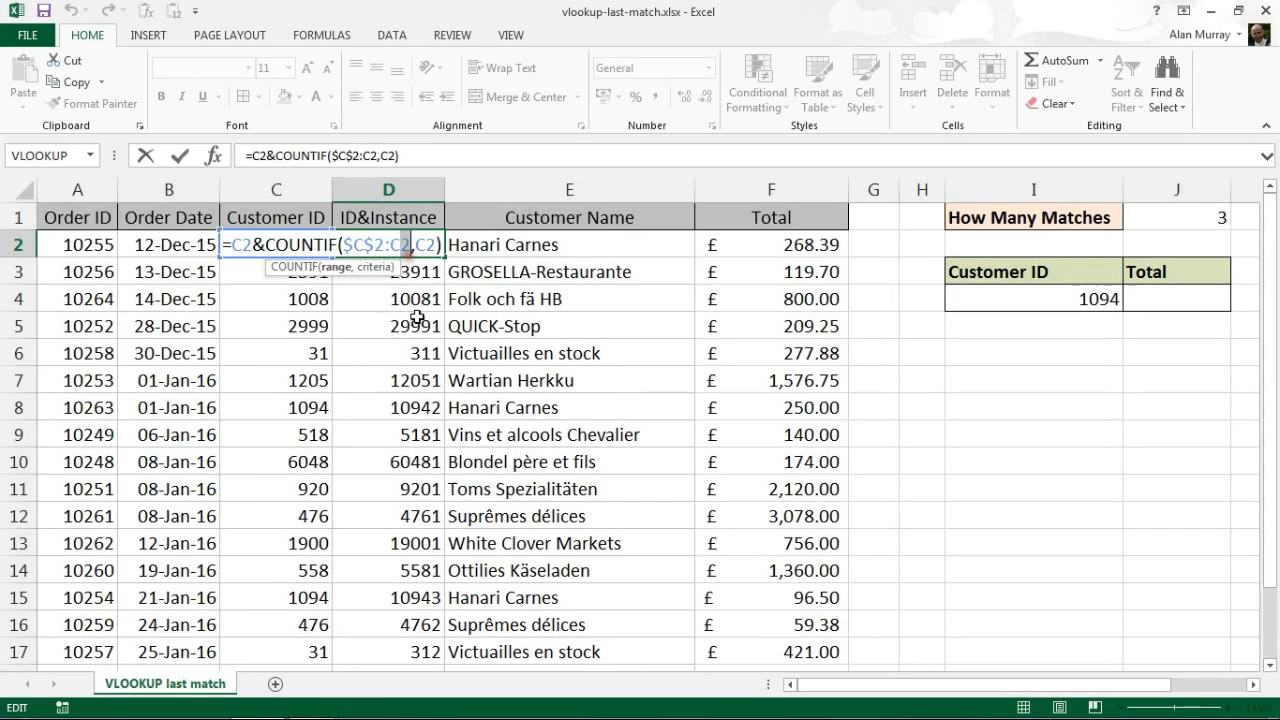 vlookup-last-match.xlsx - Excel
FILE HOME INSERT PAGE LAYOUT FORMULAS DATA REVIEW VIEW Alan Murray
Cut
Copy
Format Painter
Paste
Clipboard
11
B I U
Font
Wrap Text
Merge & Center
Alignment
General
Number
Conditional Formatting
Format as Table
Cell Styles
Styles
Insert Delete Format
Cells
AutoSum
Fill
Clear
Sort & Filter
Find & Select
Editing
VLOOKUP =C2&COUNTIF($C$2:C2,C2)
A B C D E F G H I J
1 Order ID Order Date Customer ID ID&Instance Customer Name Total How Many Matches 3
2 10255 12-Dec-15 =C2&COUNTIF($C$2:C2,C2) Hanari Carnes £ 268.39
COUNTIF(range, criteria)
3 10256 13-Dec-15 23911 GROSELLA-Restaurante £ 119.70 Customer ID Total
4 10264 14-Dec-15 1008 10081 Folk och fä HB £ 800.00 1094
5 10252 28-Dec-15 2999 29991 QUICK-Stop £ 209.25
6 10258 30-Dec-15 31 311 Victuailles en stock £ 277.88
7 10253 01-Jan-16 1205 12051 Wartian Herkku £ 1,576.75
8 10263 01-Jan-16 1094 10942 Hanari Carnes £ 250.00
9 10249 06-Jan-16 518 5181 Vins et alcools Chevalier £ 140.00
10 10248 08-Jan-16 6048 60481 Blondel père et fils £ 174.00
11 10251 08-Jan-16 920 9201 Toms Spezialitäten £ 2,120.00
12 10261 08-Jan-16 476 4761 Suprêmes délices £ 3,078.00
13 10262 12-Jan-16 1900 19001 White Clover Markets £ 756.00
14 10260 19-Jan-16 558 5581 Ottilies Käseladen £ 1,360.00
15 10254 21-Jan-16 1094 10943 Hanari Carnes £ 96.50
16 10259 24-Jan-16 476 4762 Suprêmes délices £ 59.38
17 10257 25-Jan-16 31 312 Victuailles en stock £ 421.00
VLOOKUP last match
EDIT